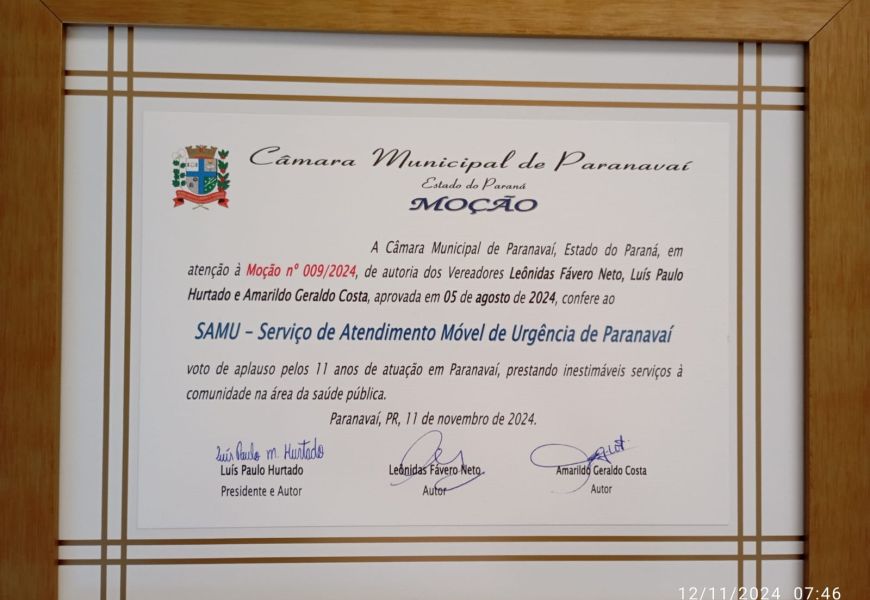 Câmara Municipal de Paranavaí
Estado do Paraná
MOÇÃO
A Câmara Municipal de Paranavaí, Estado do Paraná, em
atenção à Moção nº 009/2024, de autoria dos Vereadores Leônidas Fávero Neto, Luís Paulo
Hurtado e Amarildo Geraldo Costa, aprovada em 05 de agosto de 2024, confere ao
SAMU – Serviço de Atendimento Móvel de Urgência de Paranavaí
voto de aplauso pelos 11 anos de atuação em Paranavaí, prestando inestimáveis serviços à
comunidade na área da saúde pública.
Paranavaí, PR, 11 de novembro de 2024.
Luís Paulo M. Hurtado
Luís Paulo Hurtado
Presidente e Autor
Leônidas Fávero Neto
Autor
Amarildo Geraldo Costa
Autor
12/11/2024 07:46